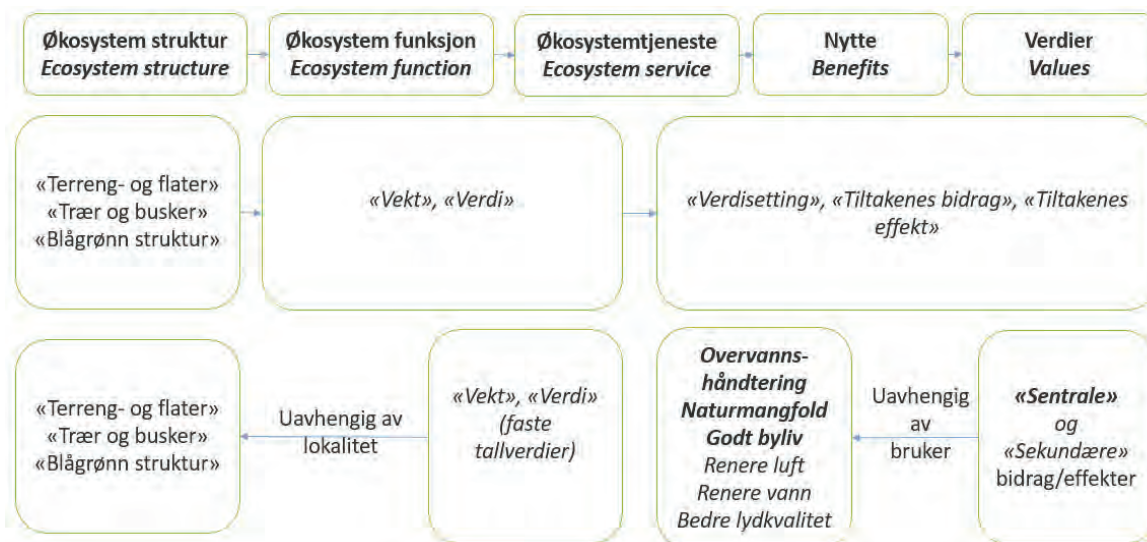 Økosystem struktur
Ecosystem structure
Økosystem funksjon
Ecosystem function
Økosystemtjeneste
Ecosystem service
Nytte
Benefits
Verdier
Values
«Terreng- og flater»
«Trær og busker»
«Blågrønn struktur»
«Vekt», «Verdi»
«Verdisetting», «Tiltakenes bidrag», «Tiltakenes
effekt»
«Terreng- og flater»
«Trær og busker»
«Blågrønn struktur»
Uavhengig av
lokalitet
«Vekt», «Verdi»
(faste
tallverdier)
Overvanns-
håndtering
Naturmangfold
Godt byliv
Renere luft
Renere vann
Bedre lydkvalitet
Uavhengig
av
bruker
«Sentrale»
og
«Sekundære»
bidrag/effekter